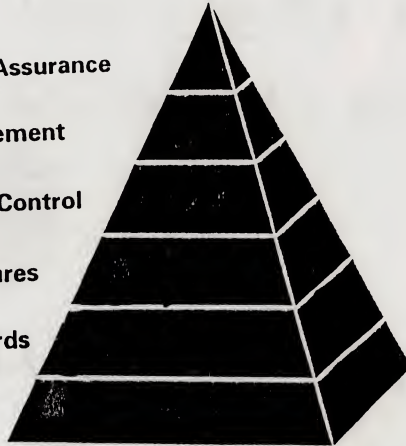 Assurance
ement
Control
res
rds